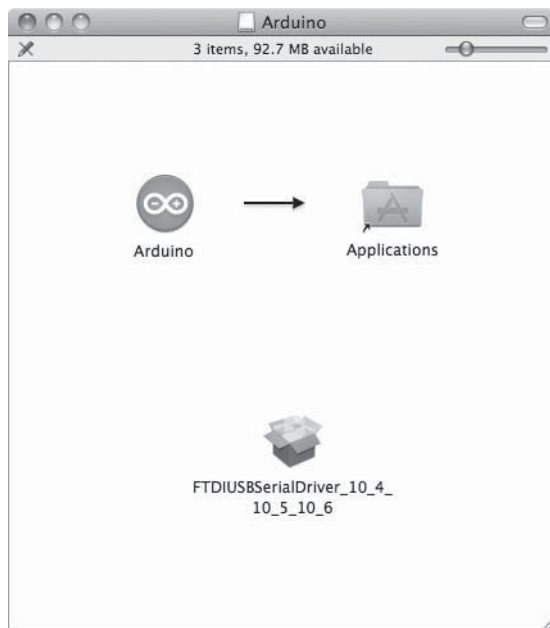 Arduino
3 items, 92.7 MB available
Arduino
Applications
FTDIUSBSerialDriver_10_4_
10_5_10_6